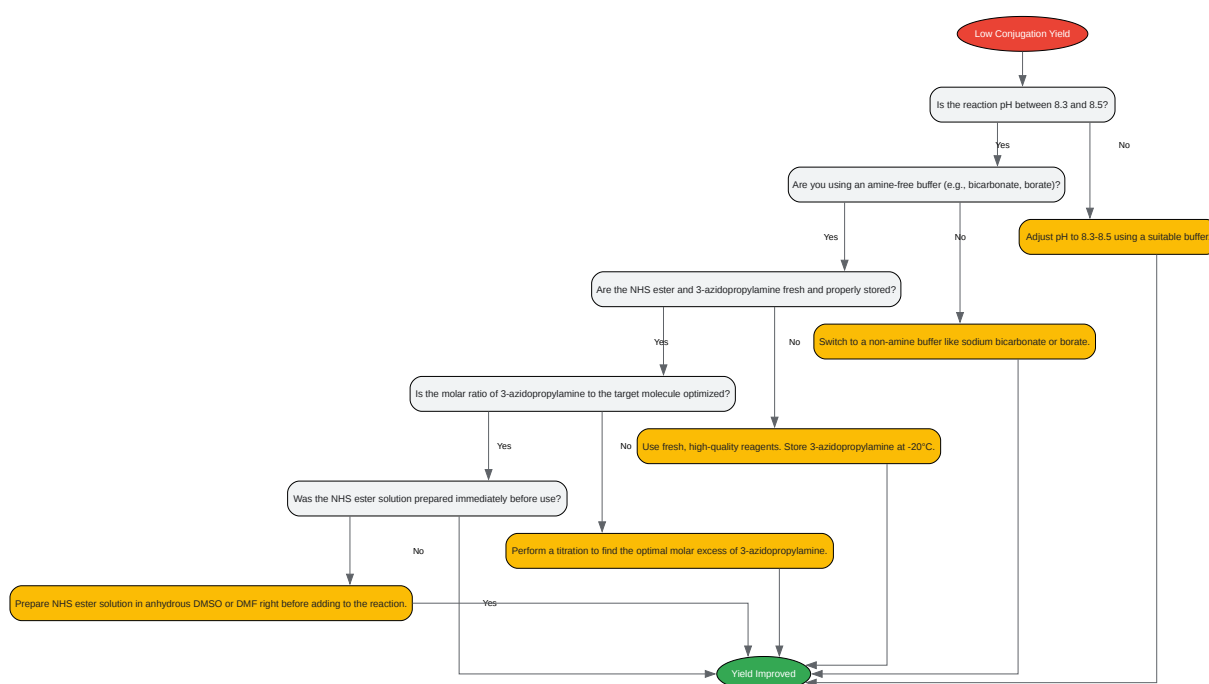 Low Conjugation Yield
Is the reaction pH between 8.3 and 8.5?
Yes
No
Are you using an amine-free buffer (e.g., bicarbonate, borate)?
Yes
No
Adjust pH to 8.3-8.5 using a suitable buffer
Are the NHS ester and 3-azidopropylamine fresh and properly stored?
Yes
No
Switch to a non-amine buffer like sodium bicarbonate or borate.
Is the molar ratio of 3-azidopropylamine to the target molecule optimized?
Yes
No
Use fresh, high-quality reagents. Store 3-azidopropylamine at -20°C.
Was the NHS ester solution prepared immediately before use?
No
Perform a titration to find the optimal molar excess of 3-azidopropylamine.
Prepare NHS ester solution in anhydrous DMSO or DMF right before adding to the reaction.
Yes
Yield Improved